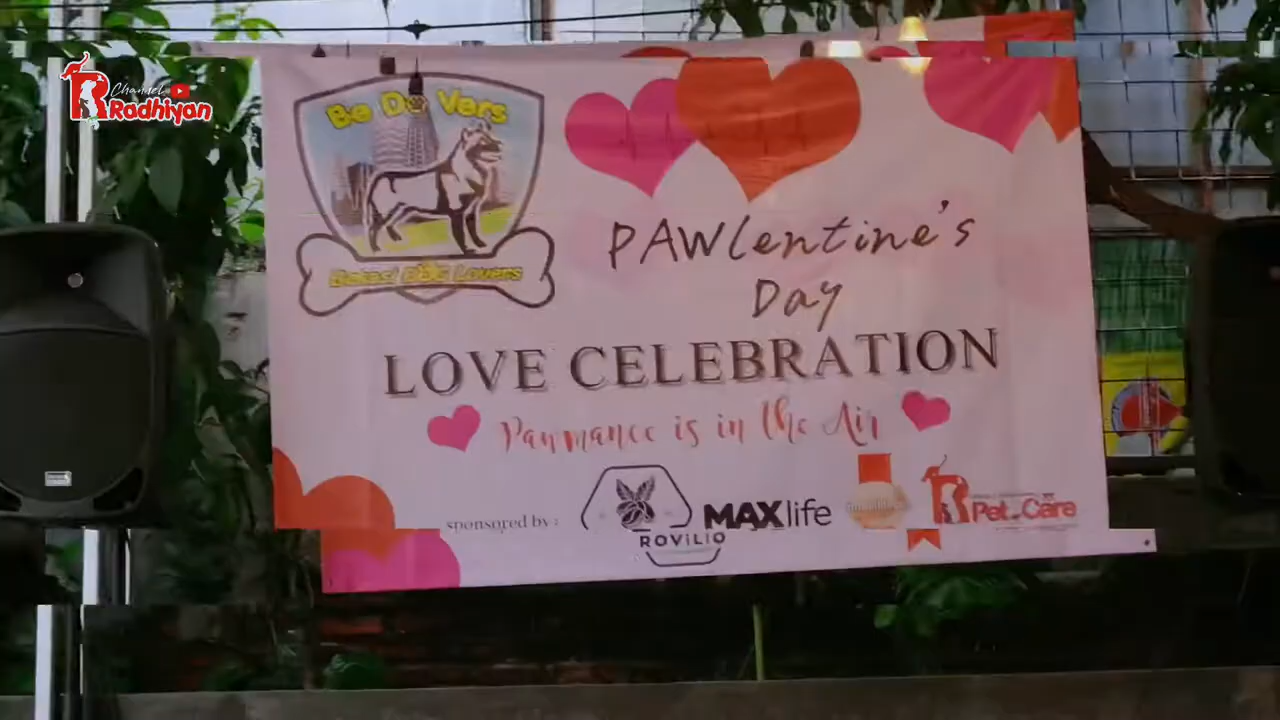 Channel
Radhiyan
Be Do Vers
Bekasi Dog Lovers
PAWlentine's
Day
LOVE CELEBRATION
Pawmance is in the Air
sponsored by :
ROViLiO
MAXlife
Pet Care